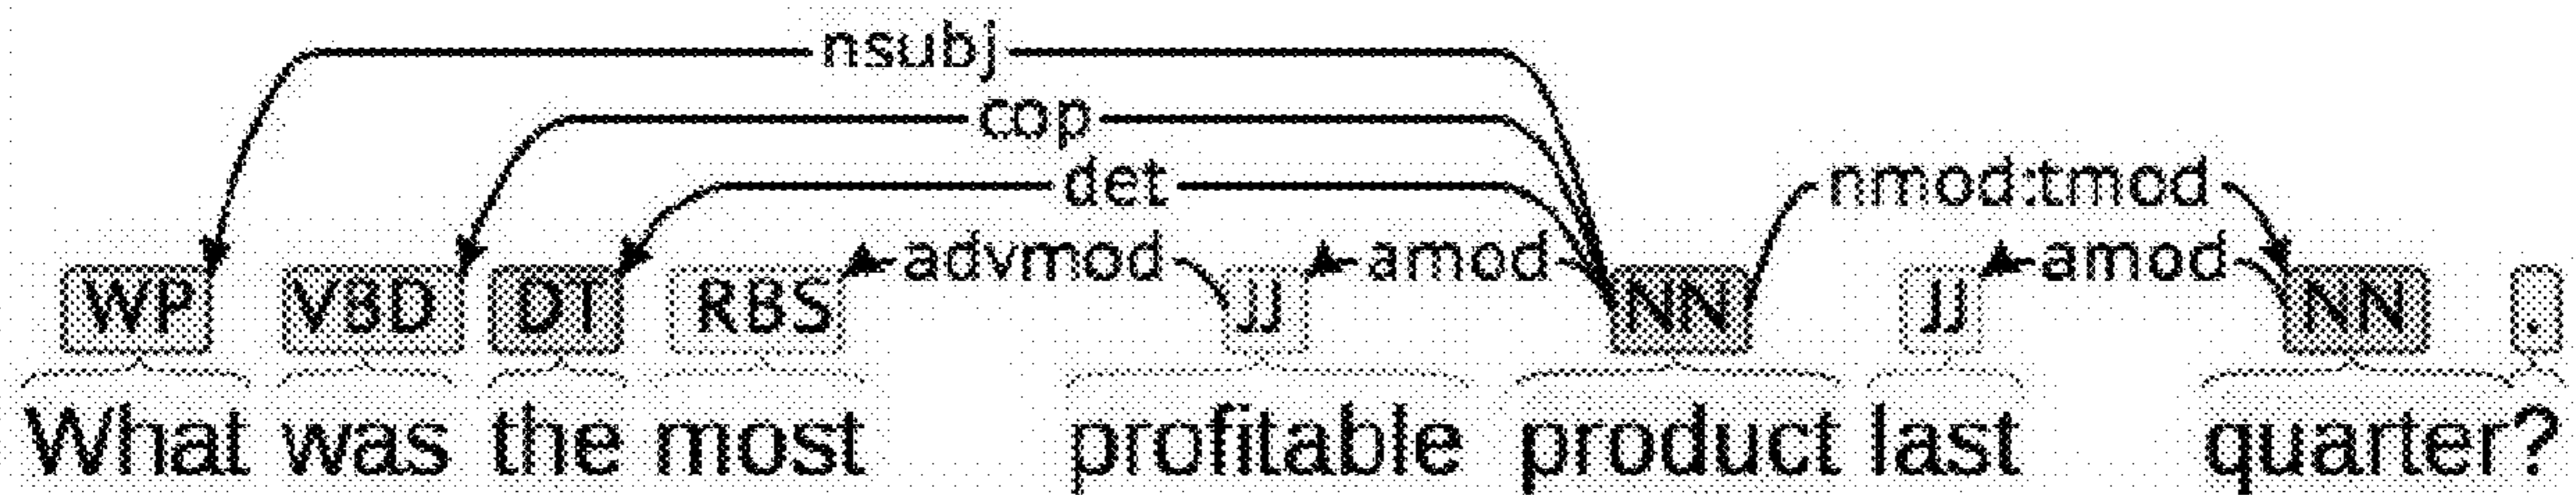 nsubj
cop
det nmod:tmod
advmod amod amod
WP VBD DT RBS JJ NN JJ NN .
What was the most profitable product last quarter?